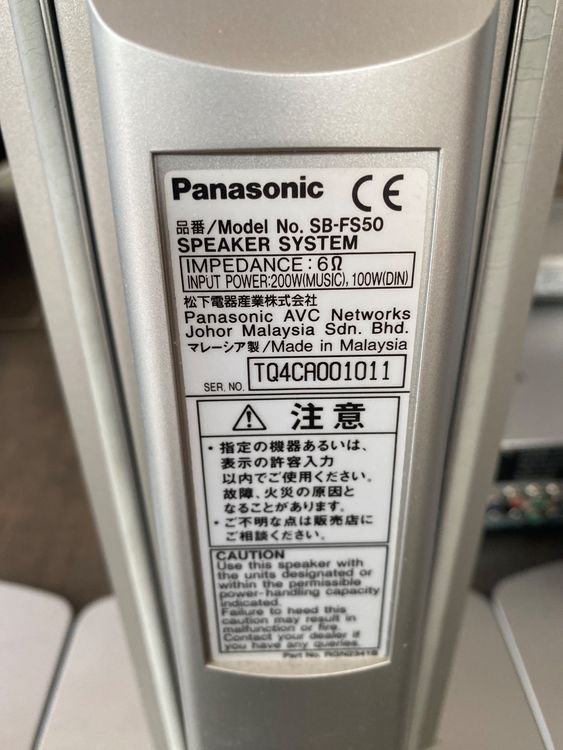 Panasonic CE
品番/Model No. SB-FS50
SPEAKER SYSTEM
IMPEDANCE:6Ω
INPUT POWER:200W(MUSIC), 100W(DIN)
松下電器産業株式会社
Panasonic AVC Networks
Johor Malaysia Sdn. Bhd.
マレーシア製/Made in Malaysia
SER. NO. TQ4CA001011
注意
・指定の機器あるいは、
表示の許容入力
以内でご使用ください。
故障、火災の原因と
なることがあります。
・ご不明な点は販売店に
ご相談ください。
CAUTION
Use this speaker with
the units designated or
within the permissible
power-handling capacity
indicated.
Failure to heed this
caution may result in
malfunction or fire.
Contact your dealer if
you have any queries.
Part No. RGN2341S